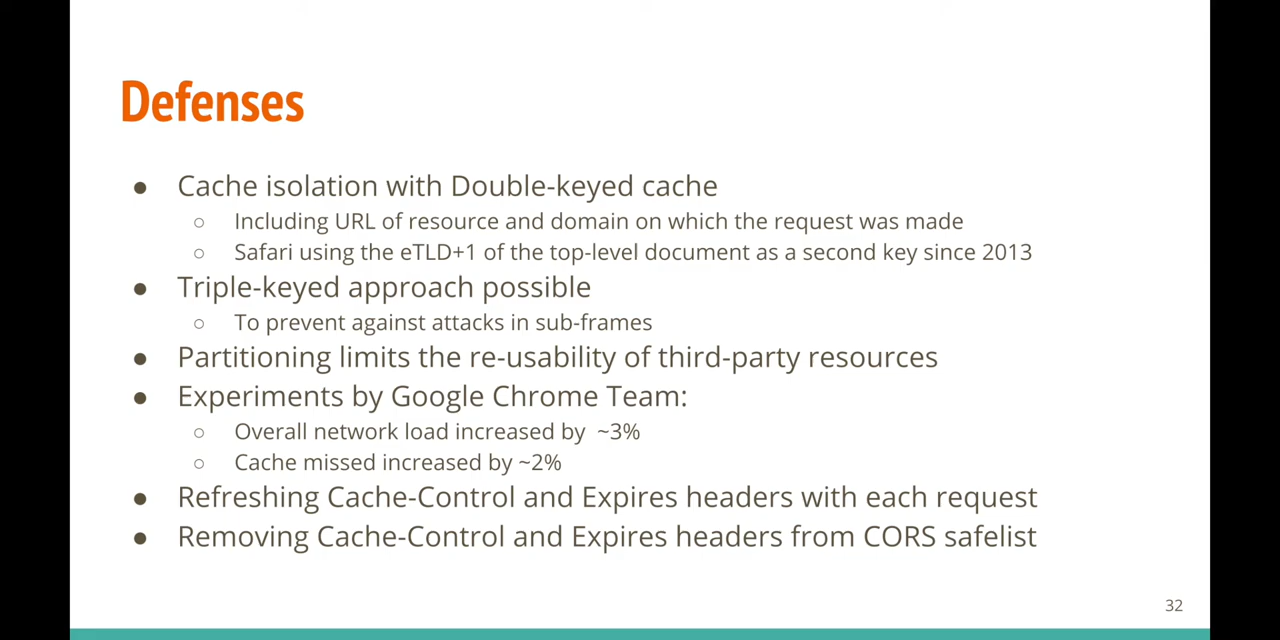 Defenses
● Cache isolation with Double-keyed cache
○ Including URL of resource and domain on which the request was made
○ Safari using the eTLD+1 of the top-level document as a second key since 2013
● Triple-keyed approach possible
○ To prevent against attacks in sub-frames
● Partitioning limits the re-usability of third-party resources
● Experiments by Google Chrome Team:
○ Overall network load increased by ~3%
○ Cache missed increased by ~2%
● Refreshing Cache-Control and Expires headers with each request
● Removing Cache-Control and Expires headers from CORS safelist
32